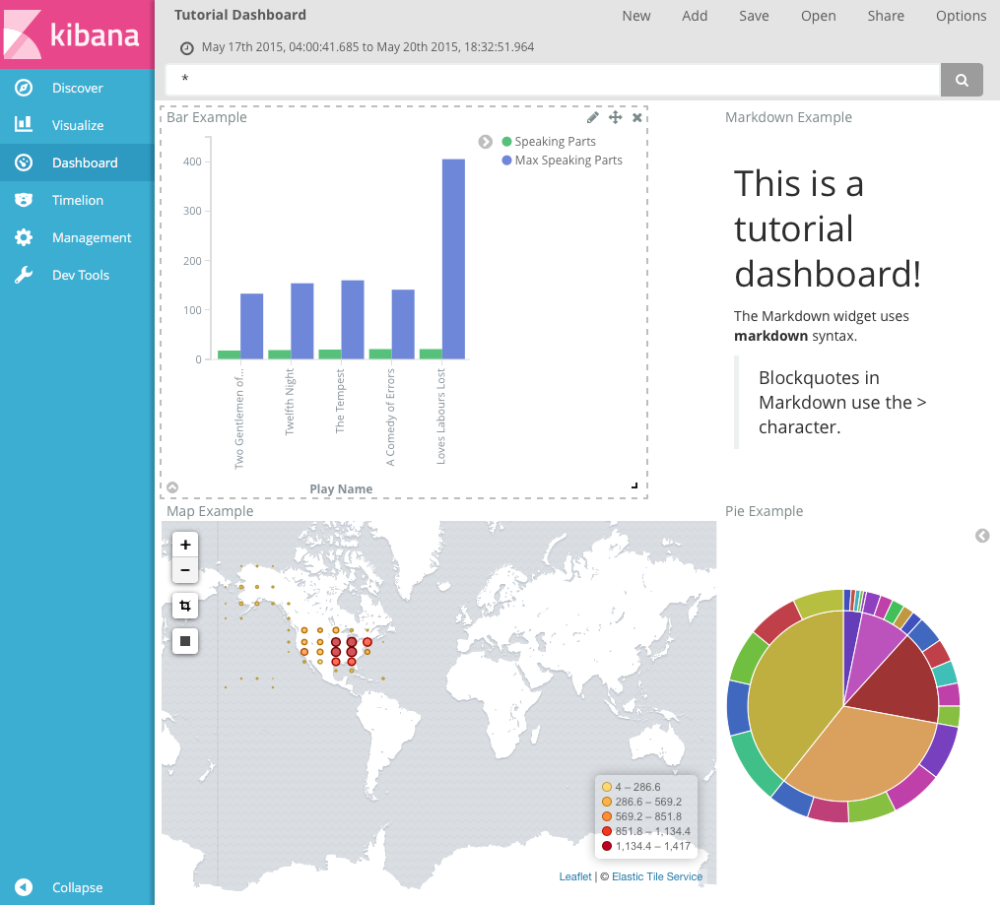 kibana
Discover
Visualize
Dashboard
Timelion
Management
Dev Tools
Collapse
Tutorial Dashboard
New Add Save Open Share Options
May 17th 2015, 04:00:41.685 to May 20th 2015, 18:32:51.964
*
Bar Example
400
300
200
100
0
Two Gentlemen of...
Twelfth Night
The Tempest
A Comedy of Errors
Loves Labours Lost
Play Name
Speaking Parts
Max Speaking Parts
Markdown Example
This is a
tutorial
dashboard!
The Markdown widget uses
markdown syntax.
Blockquotes in
Markdown use the >
character.
Map Example
+
−
4 – 286.6
286.6 – 569.2
569.2 – 851.8
851.8 – 1,134.4
1,134.4 – 1,417
Leaflet | © Elastic Tile Service
Pie Example